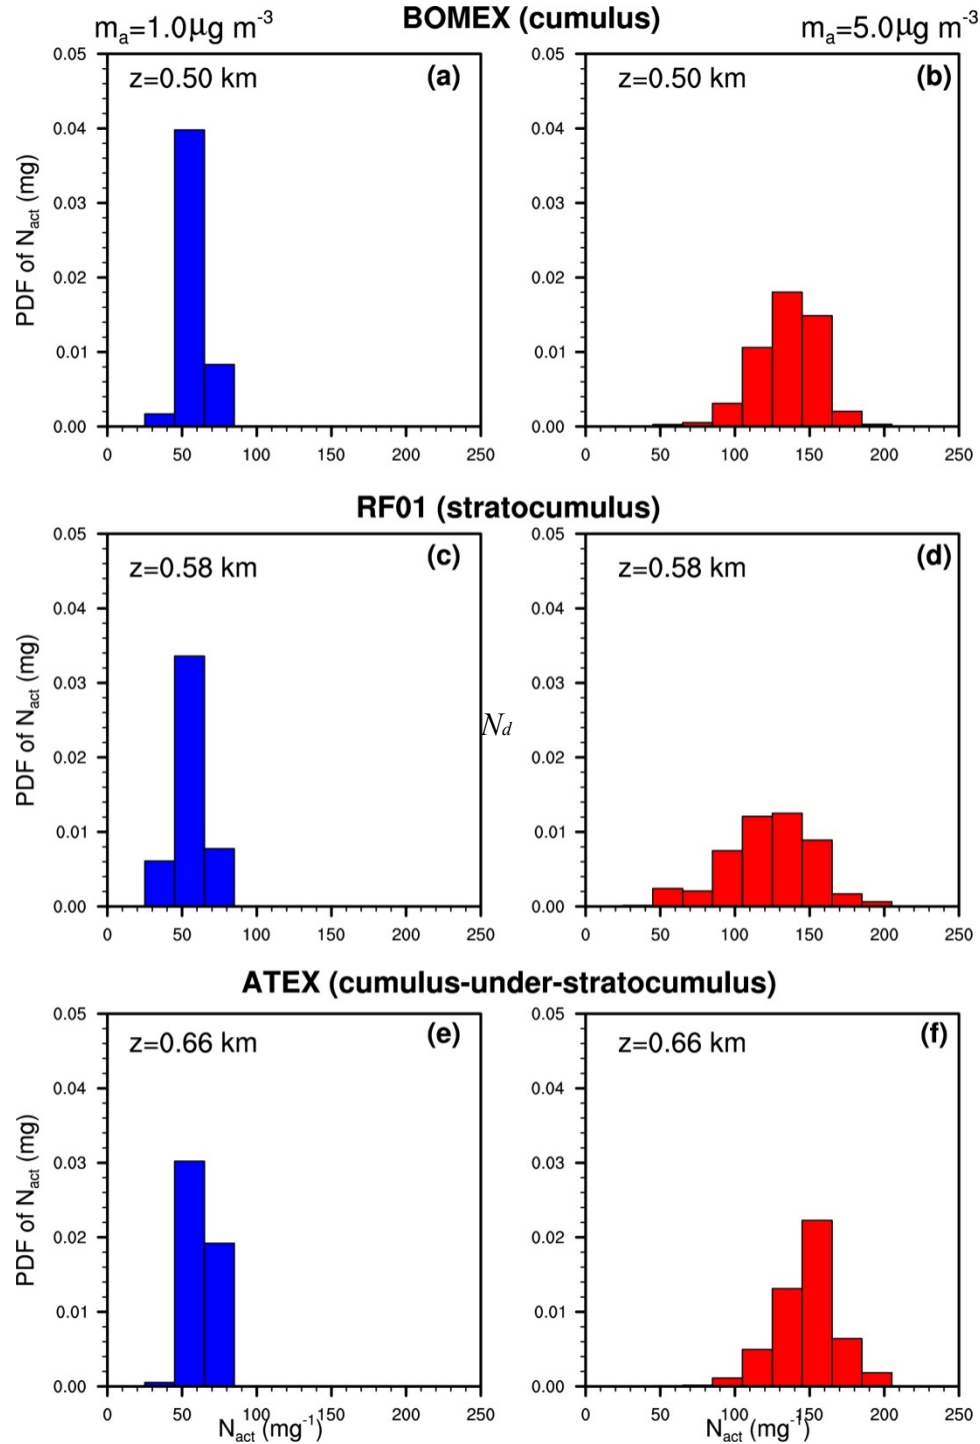 BOMEX (cumulus)
mₐ=1.0μg m⁻³
mₐ=5.0μg m⁻³
0.05
0.04
0.03
0.02
0.01
0.00
PDF of N_act (mg)
z=0.50 km
(a)
0 50 100 150 200 250
0.05
0.04
0.03
0.02
0.01
0.00
z=0.50 km
(b)
0 50 100 150 200 250
RF01 (stratocumulus)
0.05
0.04
0.03
0.02
0.01
0.00
PDF of N_act (mg)
z=0.58 km
(c)
0 50 100 150 200 250
N_d
0.05
0.04
0.03
0.02
0.01
0.00
z=0.58 km
(d)
0 50 100 150 200 250
ATEX (cumulus-under-stratocumulus)
0.05
0.04
0.03
0.02
0.01
0.00
PDF of N_act (mg)
z=0.66 km
(e)
0 50 100 150 200 250
N_act (mg⁻¹)
0.05
0.04
0.03
0.02
0.01
0.00
z=0.66 km
(f)
0 50 100 150 200 250
N_act (mg⁻¹)